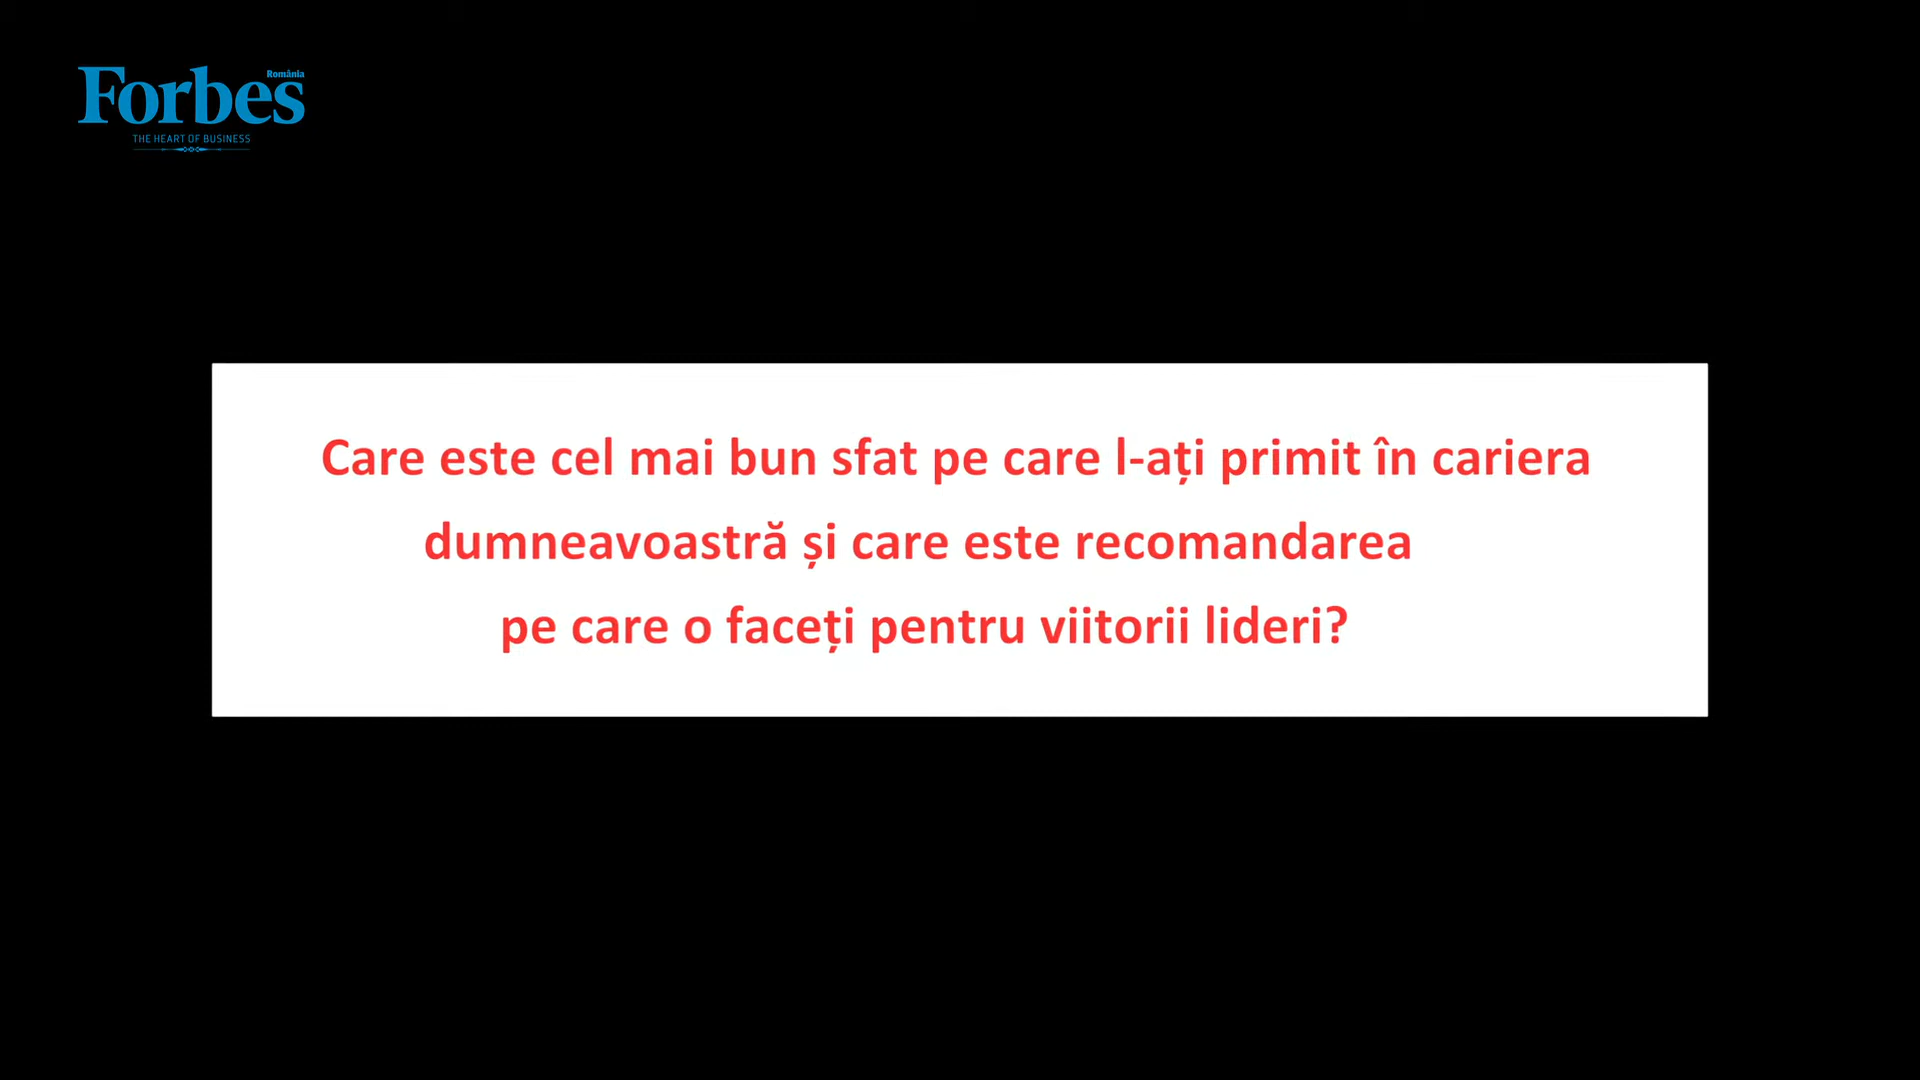 România
Forbes
THE HEART OF BUSINESS
Care este cel mai bun sfat pe care l-ați primit în cariera
dumneavoastră și care este recomandarea
pe care o faceți pentru viitorii lideri?